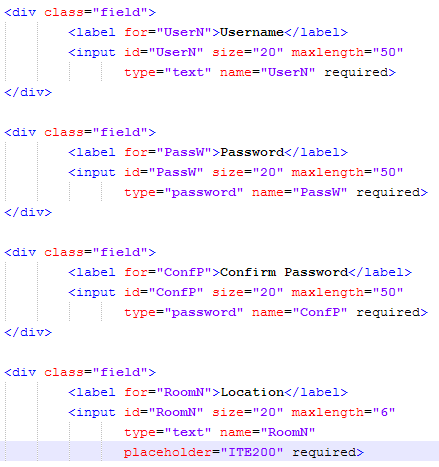 <div class="field">
<label for="UserN">Username</label>
<input id="UserN" size="20" maxlength="50"
type="text" name="UserN" required>
</div>
<div class="field">
<label for="PassW">Password</label>
<input id="PassW" size="20" maxlength="50"
type="password" name="PassW" required>
</div>
<div class="field">
<label for="ConfP">Confirm Password</label>
<input id="ConfP" size="20" maxlength="50"
type="password" name="ConfP" required>
</div>
<div class="field">
<label for="RoomN">Location</label>
<input id="RoomN" size="20" maxlength="6"
type="text" name="RoomN"
placeholder="ITE200" required>